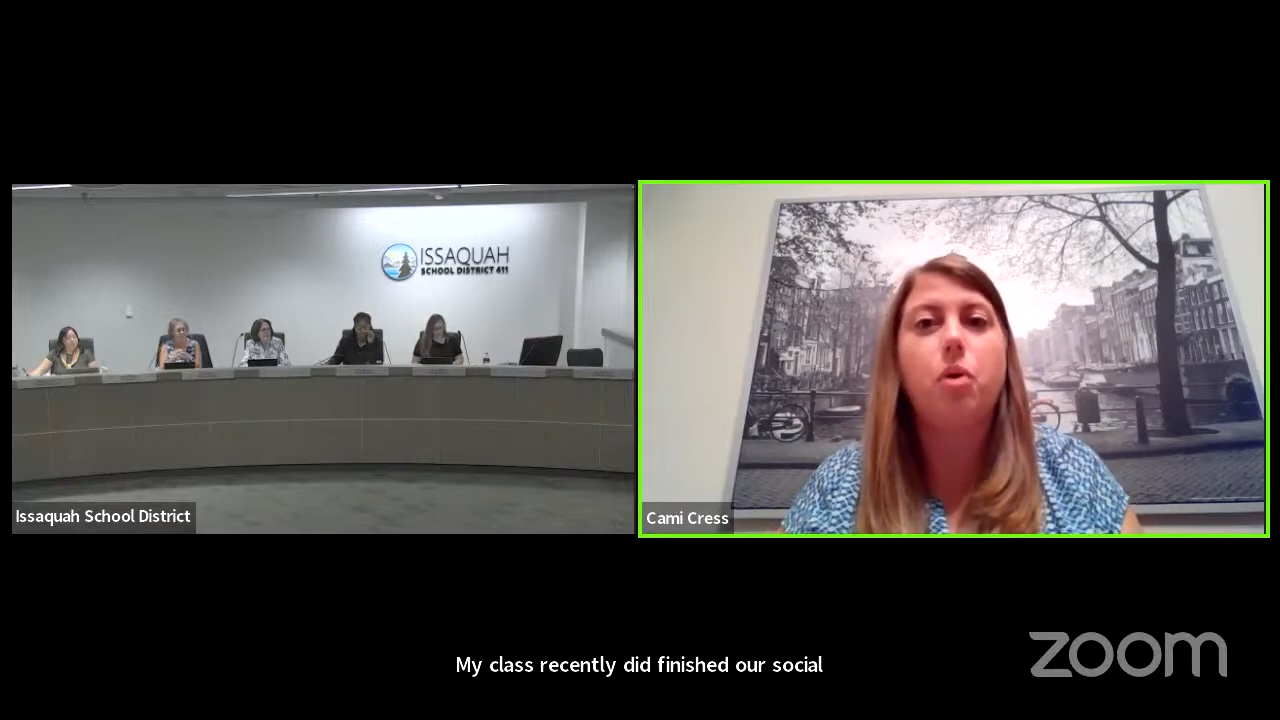 ISSAQUAH
SCHOOL DISTRICT 411
Issaquah School District
Cami Cress
My class recently did finished our social
zoom